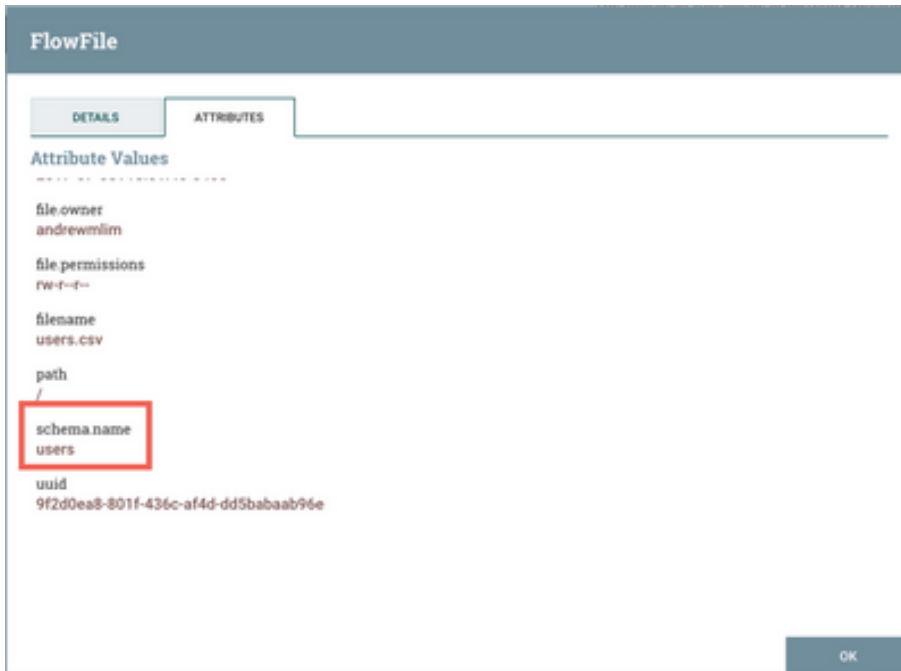 FlowFile
DETAILS
ATTRIBUTES
Attribute Values
file.owner
andrewmlim
file.permissions
rw-r--r--
filename
users.csv
path
/
schema.name
users
uuid
9f2d0ea8-801f-436c-af4d-dd5babaab96e
OK